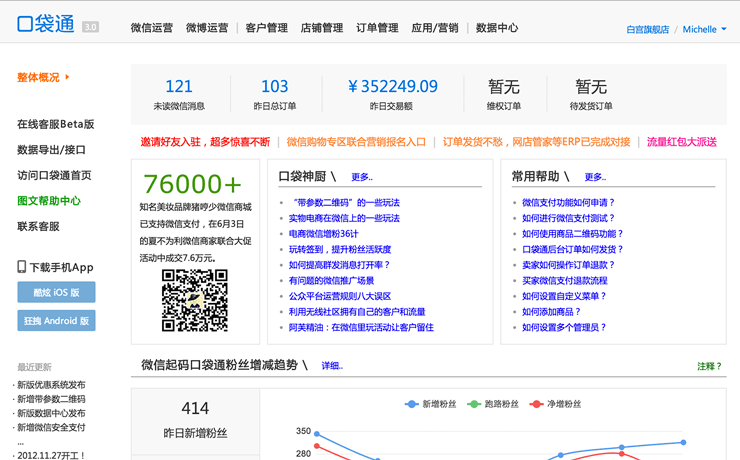 口袋通 3.0
微信运营 微博运营 | 客户管理 店铺管理 订单管理 应用/营销 | 数据中心
白宫旗舰店 / Michelle
整体概况
在线客服Beta版
数据导出/接口
访问口袋通首页
图文帮助中心
联系客服
下载手机App
酷炫 iOS 版
狂拽 Android 版
最近更新
· 新版优惠系统发布
· 新增带参数二维码
· 新版数据中心发布
· 新增微信安全支付
...
· 2012.11.27开工！
121
未读微信消息
103
昨日总订单
￥352249.09
昨日交易额
暂无
维权订单
暂无
待发货订单
邀请好友入驻，超多惊喜不断 | 微信购物专区联合营销报名入口 | 订单发货不愁，网店管家等ERP已完成对接 | 流量红包大派送
76000+
知名美妆品牌猪哼少微信商城
已支持微信支付，在6月3日
的夏不为利微信商家联合大促
活动中成交7.6万元。
口袋神厨 \ 更多..
“带参数二维码”的一些玩法
实物电商在微信上的一些玩法
电商微信增粉36计
玩转签到，提升粉丝活跃度
如何提高群发消息打开率？
有问题的微信推广场景
公众平台运营规则八大误区
利用无线社区拥有自己的客户和流量
阿芙精油：在微信里玩活动让客户留住
常用帮助 \ 更多..
微信支付功能如何申请？
如何进行微信支付测试？
如何使用商品二维码功能？
口袋通后台订单如何发货？
卖家如何操作订单退款？
买家微信支付退款流程
如何设置自定义菜单？
如何添加商品？
如何设置多个管理员？
微信起码口袋通粉丝增减趋势 \ 详细..
注释？
414
昨日新增粉丝
新增粉丝 跑路粉丝 净增粉丝
350
280